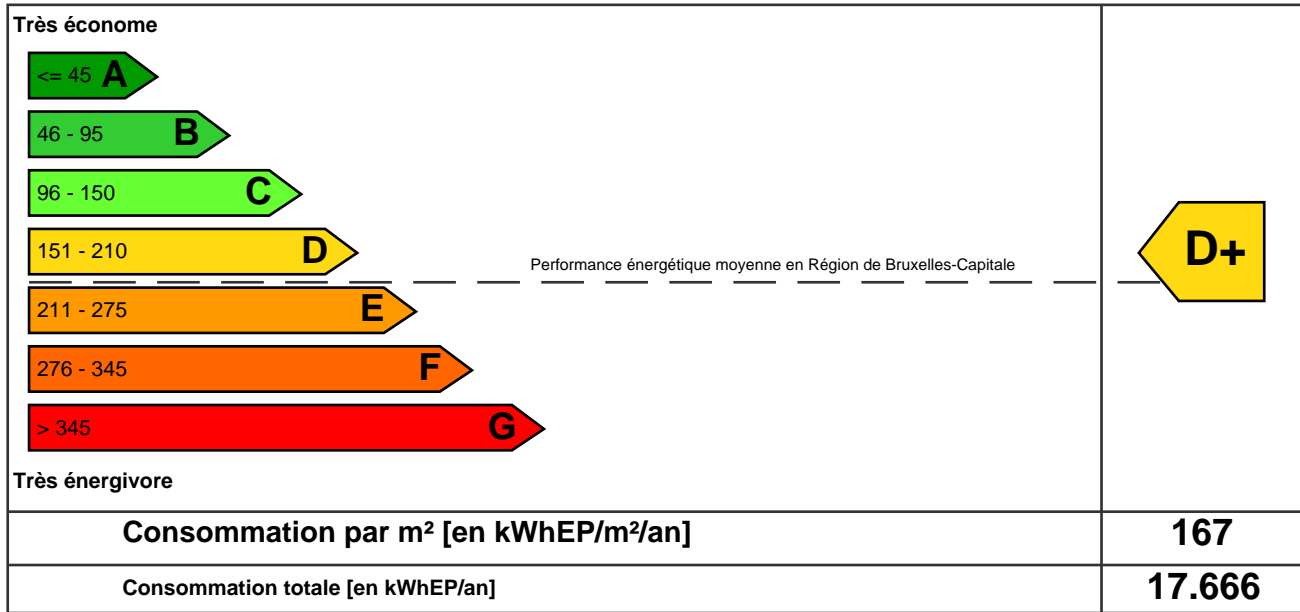 Très économe
<= 45 A
46 - 95 B
96 - 150 C
151 - 210 D
Performance énergétique moyenne en Région de Bruxelles-Capitale
D+
211 - 275 E
276 - 345 F
> 345 G
Très énergivore
Consommation par m² [en kWhEP/m²/an] 167
Consommation totale [en kWhEP/an] 17.666